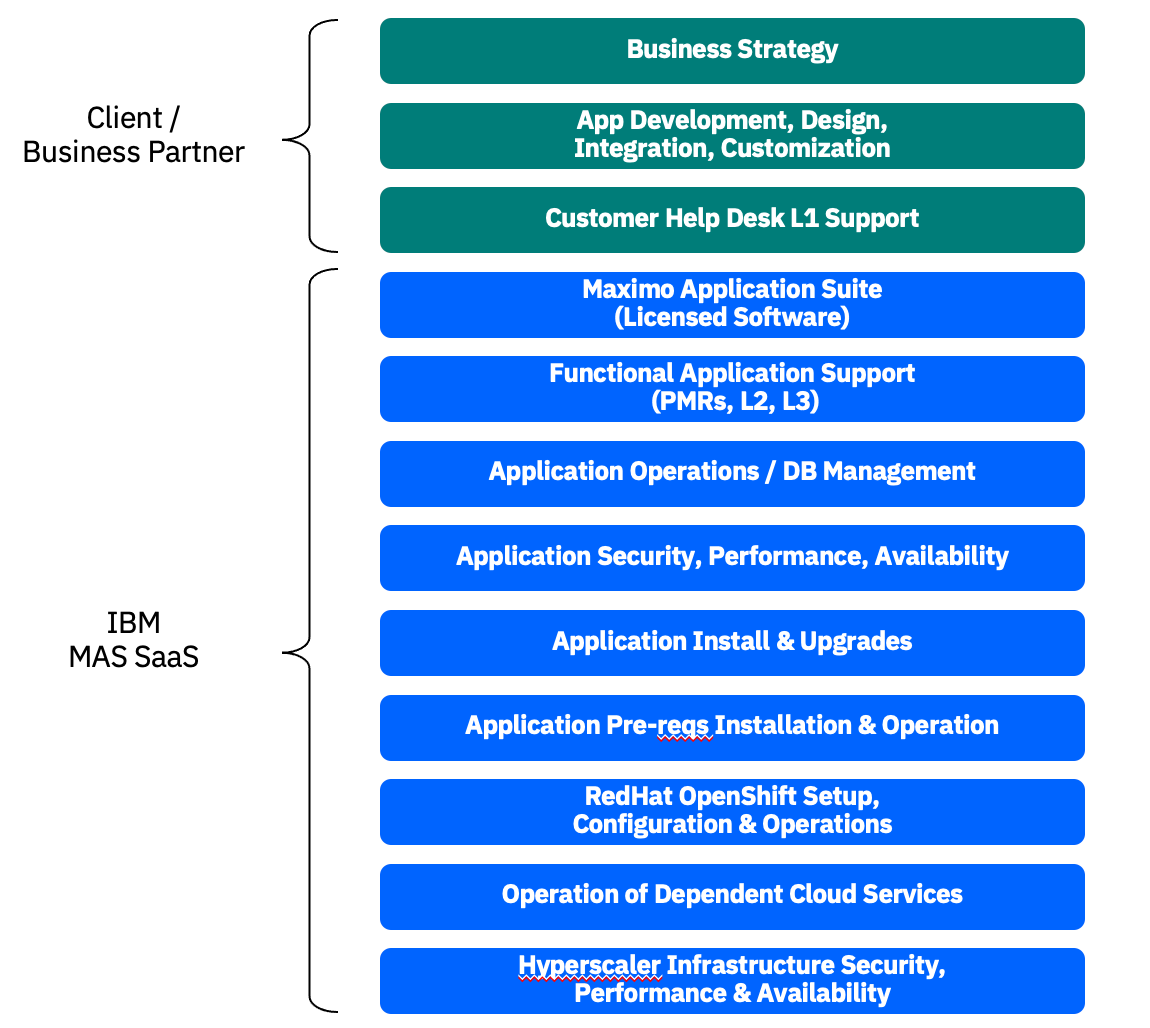 Client /
Business Partner
Business Strategy
App Development, Design,
Integration, Customization
Customer Help Desk L1 Support
IBM
MAS SaaS
Maximo Application Suite
(Licensed Software)
Functional Application Support
(PMRs, L2, L3)
Application Operations / DB Management
Application Security, Performance, Availability
Application Install & Upgrades
Application Pre-reqs Installation & Operation
RedHat OpenShift Setup,
Configuration & Operations
Operation of Dependent Cloud Services
Hyperscaler Infrastructure Security,
Performance & Availability